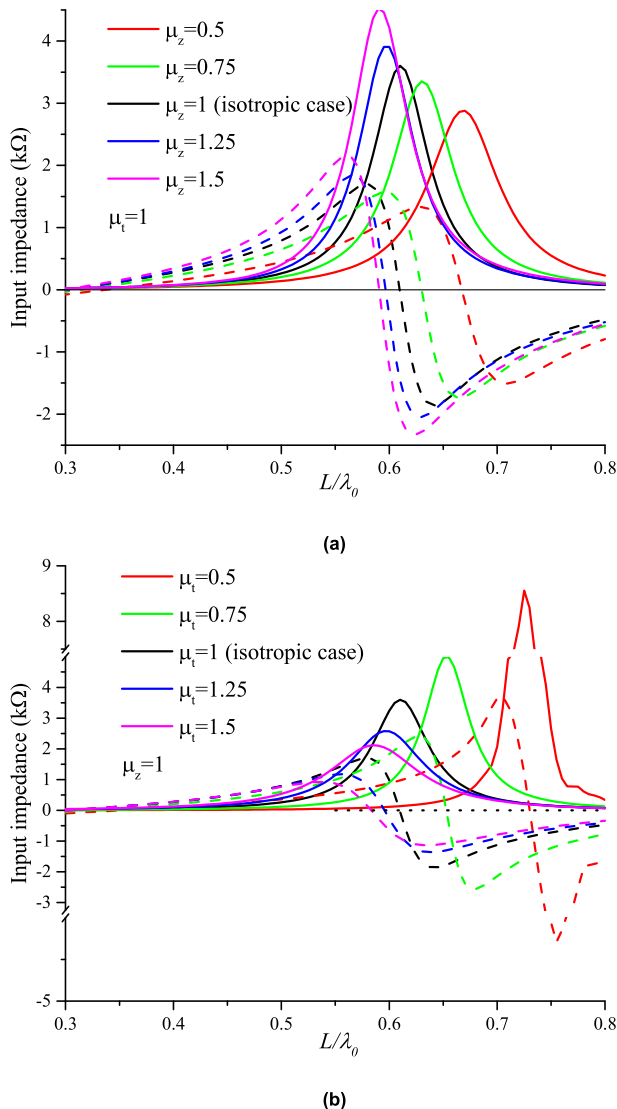 4
3
2
1
0
-1
-2
Input impedance (kΩ)
μz=0.5
μz=0.75
μz=1 (isotropic case)
μz=1.25
μz=1.5
μt=1
0.3 0.4 0.5 0.6 0.7 0.8
L/λ0
(a)
9
8
4
3
2
1
0
-1
-2
-3
-5
Input impedance (kΩ)
μt=0.5
μt=0.75
μt=1 (isotropic case)
μt=1.25
μt=1.5
μz=1
0.3 0.4 0.5 0.6 0.7 0.8
L/λ0
(b)